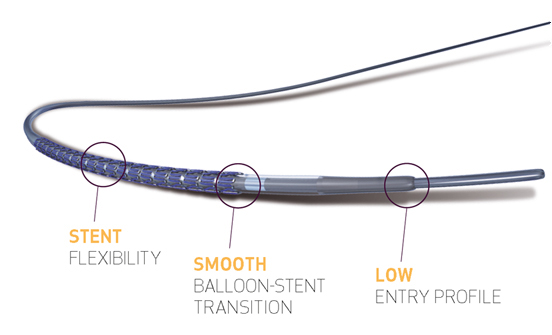 STENT
FLEXIBILITY
SMOOTH
BALLOON-STENT
TRANSITION
LOW
ENTRY PROFILE